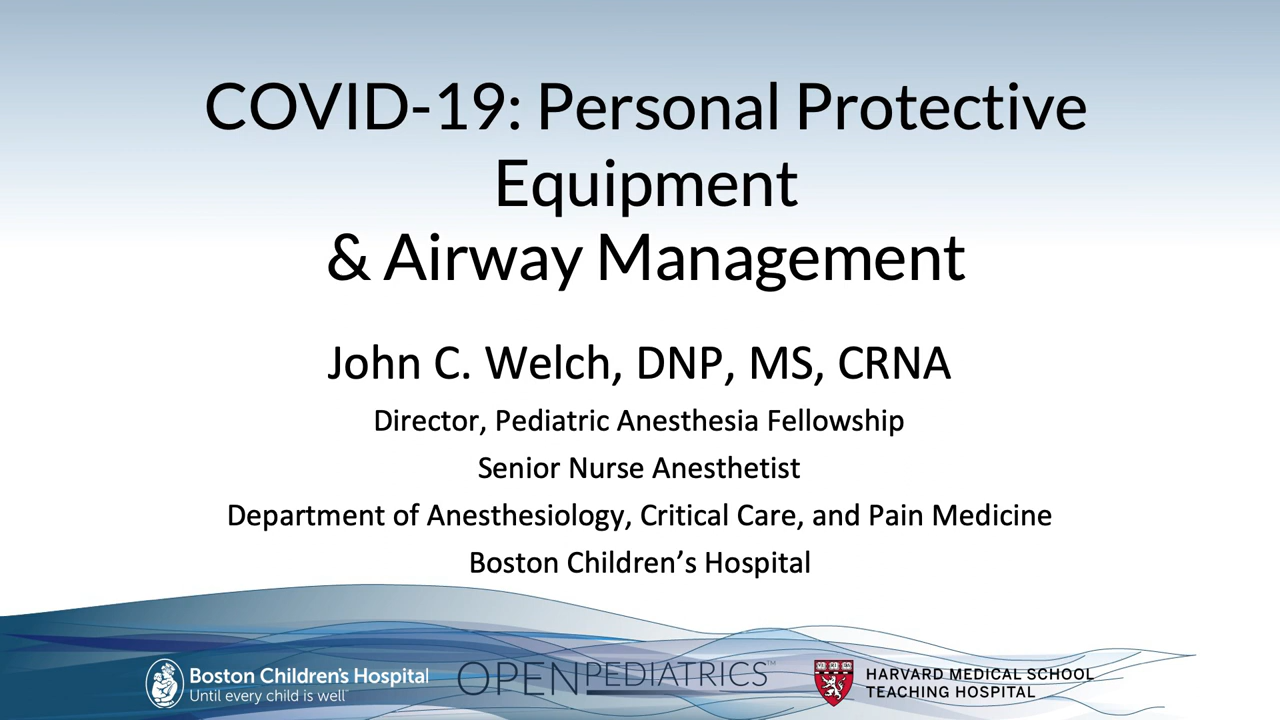 COVID-19: Personal Protective
Equipment
& Airway Management
John C. Welch, DNP, MS, CRNA
Director, Pediatric Anesthesia Fellowship
Senior Nurse Anesthetist
Department of Anesthesiology, Critical Care, and Pain Medicine
Boston Children’s Hospital
Boston Children's Hospital
Until every child is well™
OPENPEDIATRICS™
HARVARD MEDICAL SCHOOL
TEACHING HOSPITAL